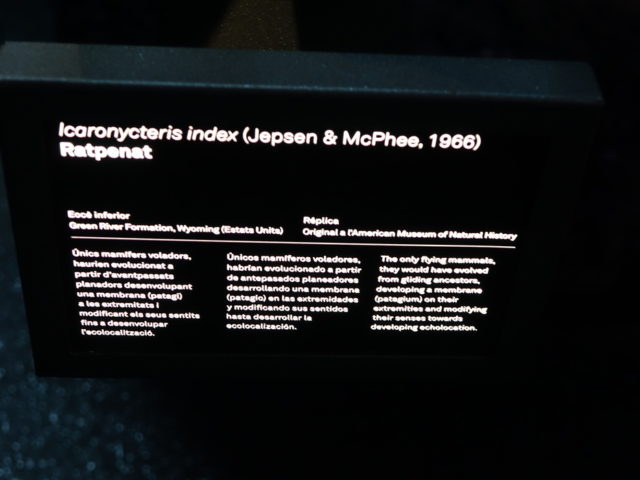 Icaronycteris index (Jepsen & McPhee, 1966)
Ratpenat
Eocè inferior
Green River Formation, Wyoming (Estats Units)
Rèplica
Original a l'American Museum of Natural History
Únics mamífers voladors,
haurien evolucionat a
partir d'avantpassats
planadors desenvolupant
una membrana (patagi)
a les extremitats i
modificant els seus sentits
fins a desenvolupar
l'ecolocalització.
Únicos mamíferos voladores,
habrían evolucionado a partir
de antepasados planeadores
desarrollando una membrana
(patagio) en las extremidades
y modificando sus sentidos
hasta desarrollar la
ecolocalización.
The only flying mammals,
they would have evolved
from gliding ancestors,
developing a membrane
(patagium) on their
extremities and modifying
their senses towards
developing echolocation.